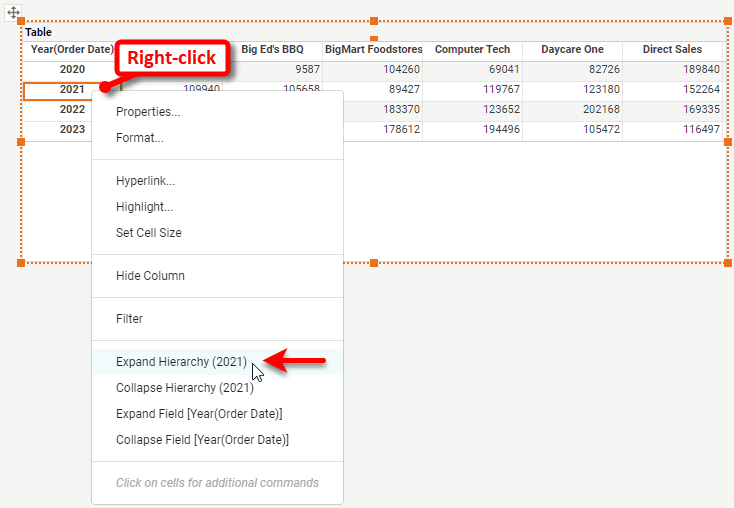 Table
Year(Order Date) Big Ed's BBQ BigMart Foodstores Computer Tech Daycare One Direct Sales
Right-click
2020 9587 104260 69041 82726 189840
2021 109940 105658 89427 119767 123180 152264
2022 183370 123652 202168 169335
2023 178612 194496 105472 116497
Properties...
Format...
Hyperlink...
Highlight...
Set Cell Size
Hide Column
Filter
Expand Hierarchy (2021)
Collapse Hierarchy (2021)
Expand Field [Year(Order Date)]
Collapse Field [Year(Order Date)]
Click on cells for additional commands